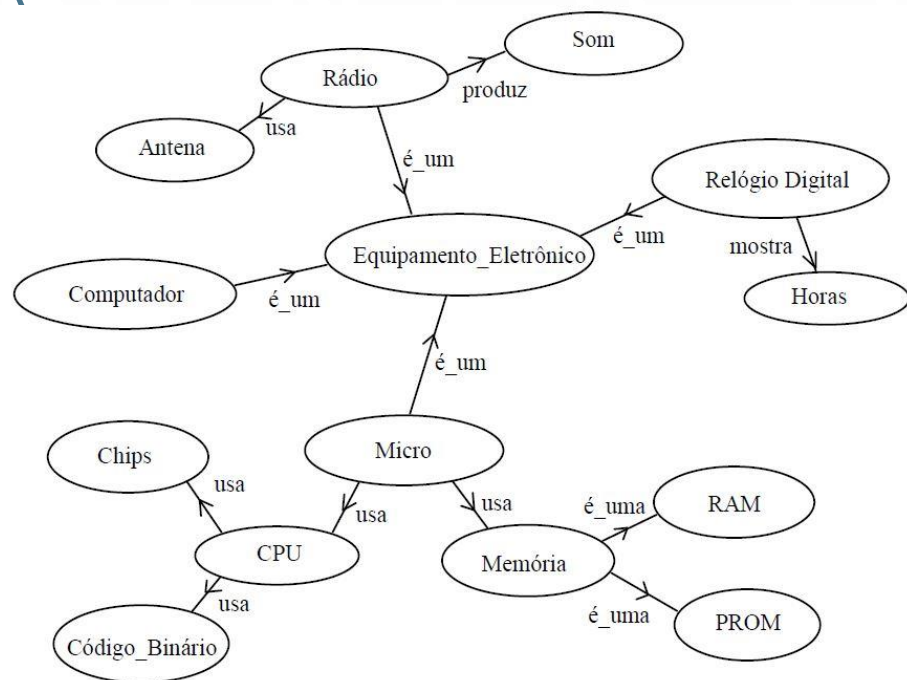 Som
Rádio
produz
usa
Antena
é_um
Relógio Digital
é_um
mostra
Equipamento_Eletrônico
Computador
é_um
Horas
é_um
Micro
Chips
usa
usa
usa
é_uma
RAM
CPU
Memória
usa
é_uma
PROM
Código_Binário